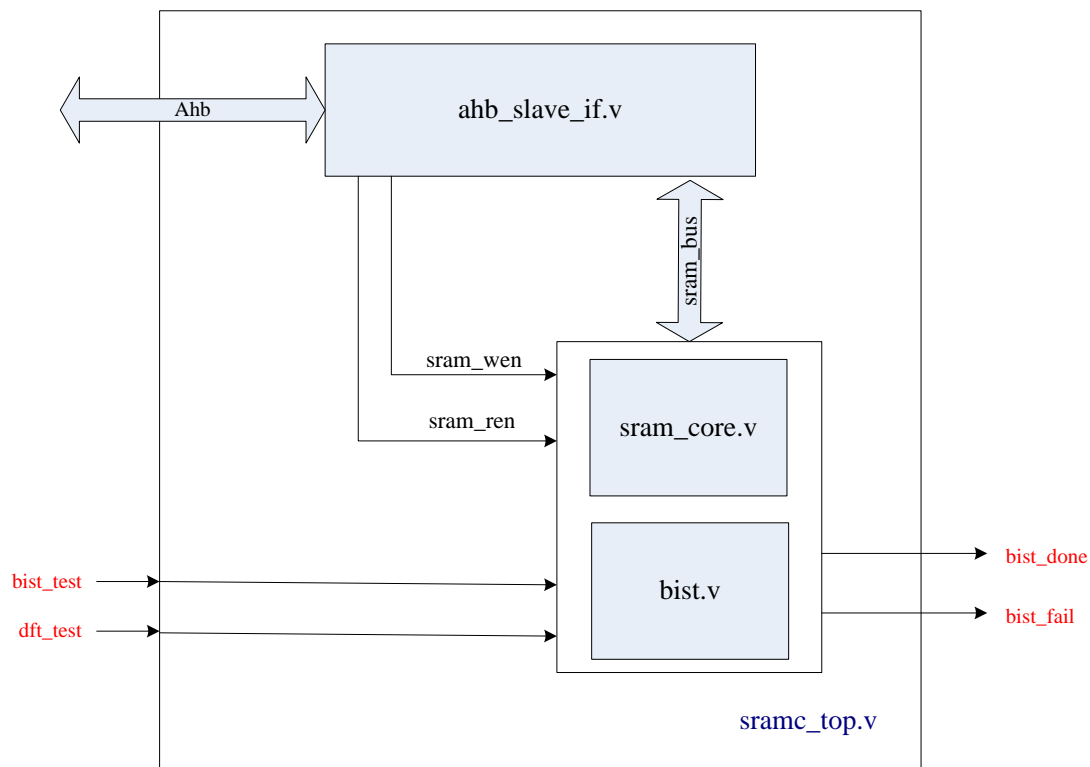 ahb_slave_if.v
Ahb
sram_bus
sram_wen
sram_ren
sram_core.v
bist_test
dft_test
bist.v
bist_done
bist_fail
sramc_top.v